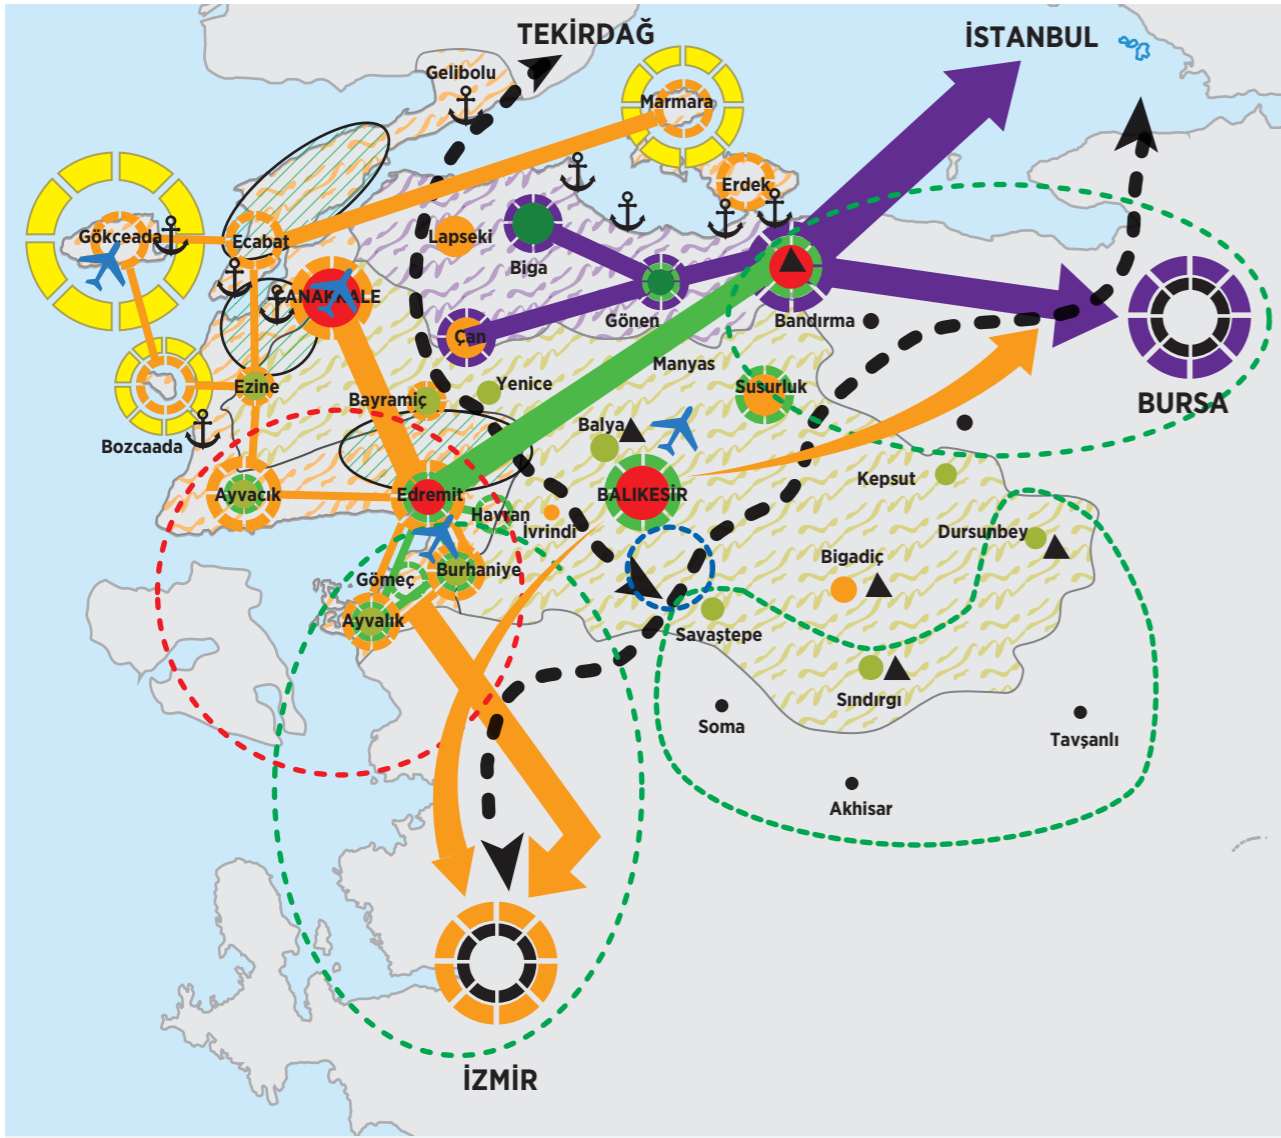 TEKİRDAĞ
İSTANBUL
Gelibolu
Marmara
Erdek
Gökçeada
Ecabat
Lapseki
Biga
ANAKKALE
Gönen
Bandırma
Çan
Manyas
BURSA
Ezine
Bayramiç
Yenice
Susurluk
Bozcaada
Balya
Kepsut
Ayvacık
Edremit
BALIKESİR
Havran
İvrindi
Dursunbey
Gömeç
Burhaniye
Bigadiç
Ayvalık
Savaştepe
Sındırgı
Soma
Tavşanlı
Akhisar
İZMİR